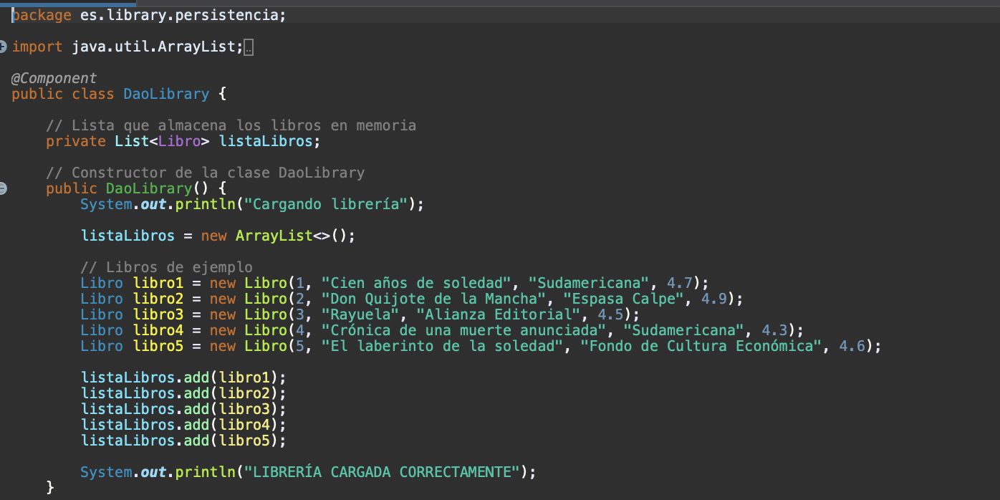 package es.library.persistencia;
import java.util.ArrayList;
@Component
public class DaoLibrary {
// Lista que almacena los libros en memoria
private List<Libro> listaLibros;
// Constructor de la clase DaoLibrary
public DaoLibrary() {
System.out.println("Cargando librería");
listaLibros = new ArrayList<>();
// Libros de ejemplo
Libro libro1 = new Libro(1, "Cien años de soledad", "Sudamericana", 4.7);
Libro libro2 = new Libro(2, "Don Quijote de la Mancha", "Espasa Calpe", 4.9);
Libro libro3 = new Libro(3, "Rayuela", "Alianza Editorial", 4.5);
Libro libro4 = new Libro(4, "Crónica de una muerte anunciada", "Sudamericana", 4.3);
Libro libro5 = new Libro(5, "El laberinto de la soledad", "Fondo de Cultura Económica", 4.6);
listaLibros.add(libro1);
listaLibros.add(libro2);
listaLibros.add(libro3);
listaLibros.add(libro4);
listaLibros.add(libro5);
System.out.println("LIBRERÍA CARGADA CORRECTAMENTE");
}